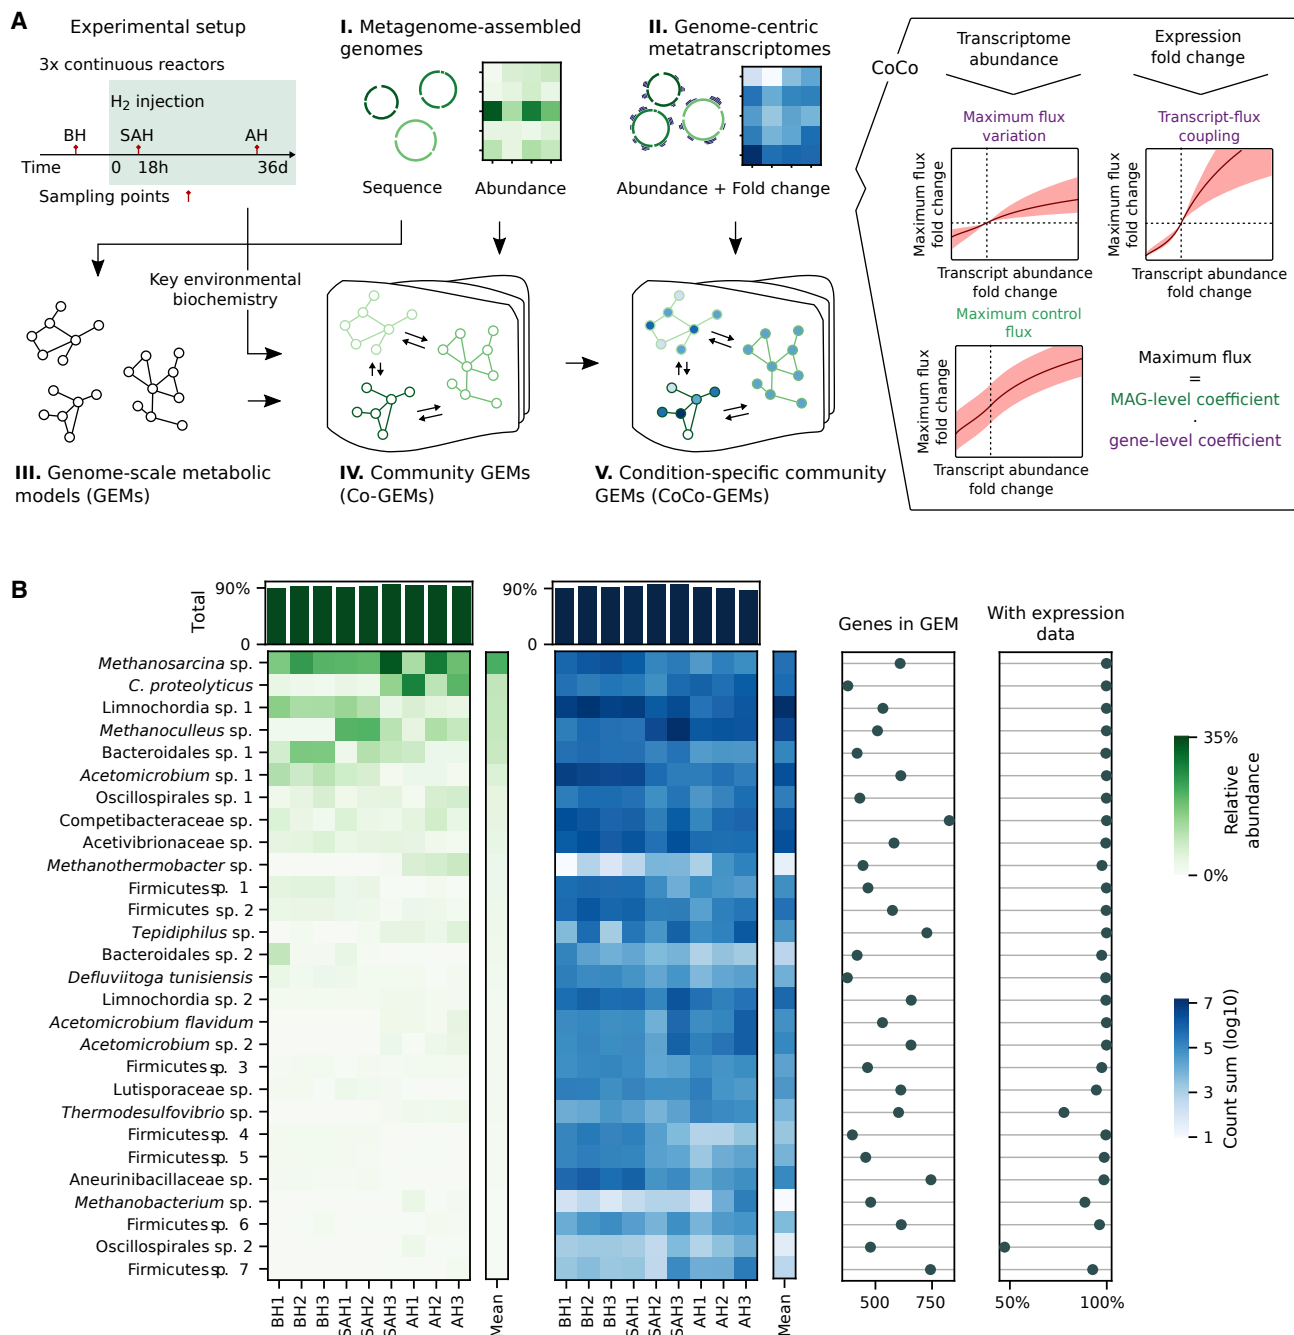 A
Experimental setup
3x continuous reactors
H2 injection
BH
SAH
AH
Time
0
18h
36d
Sampling points
I. Metagenome-assembled
genomes
Sequence
Abundance
II. Genome-centric
metatranscriptomes
Abundance + Fold change
Key environmental
biochemistry
III. Genome-scale metabolic
models (GEMs)
IV. Community GEMs
(Co-GEMs)
V. Condition-specific community
GEMs (CoCo-GEMs)
CoCo
Transcriptome
abundance
Expression
fold change
Maximum flux
variation
Transcript-flux
coupling
Maximum flux
fold change
Maximum flux
fold change
Transcript abundance
fold change
Transcript abundance
fold change
Maximum control
flux
Maximum flux
fold change
Transcript abundance
fold change
Maximum flux
=
MAG-level coefficient
·
gene-level coefficient
B
Total
90%
0
90%
0
Genes in GEM
With expression
data
Methanosarcina sp.
C. proteolyticus
Limnochordia sp. 1
Methanoculleus sp.
Bacteroidales sp. 1
Acetomicrobium sp. 1
Oscillospirales sp. 1
Competibacteraceae sp.
Acetivibrionaceae sp.
Methanothermobacter sp.
Firmicutes sp. 1
Firmicutes sp. 2
Tepidiphilus sp.
Bacteroidales sp. 2
Defluviitoga tunisiensis
Limnochordia sp. 2
Acetomicrobium flavidum
Acetomicrobium sp. 2
Firmicutes sp. 3
Lutisporaceae sp.
Thermodesulfovibrio sp.
Firmicutes sp. 4
Firmicutes sp. 5
Aneurinibacillaceae sp.
Methanobacterium sp.
Firmicutes sp. 6
Oscillospirales sp. 2
Firmicutes sp. 7
BH1
BH2
BH3
SAH1
SAH2
SAH3
AH1
AH2
AH3
Mean
BH1
BH2
BH3
SAH1
SAH2
SAH3
AH1
AH2
AH3
Mean
500
750
50%
100%
35%
0%
Relative
abundance
7
5
3
1
Count sum (log10)